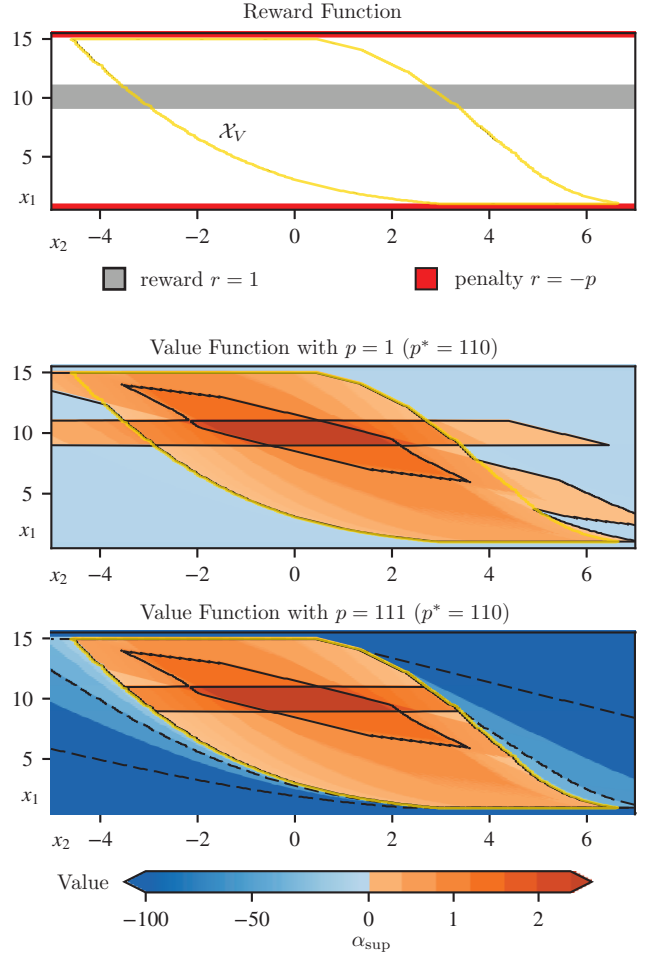 Reward Function
15
10
5
x₁
𝒳_V
x₂
−4 −2 0 2 4 6
reward r = 1 penalty r = −p
Value Function with p = 1 (p* = 110)
15
10
5
x₁
x₂
−4 −2 0 2 4 6
Value Function with p = 111 (p* = 110)
15
10
5
x₁
x₂
−4 −2 0 2 4 6
Value
−100 −50 0 1 2
α_sup